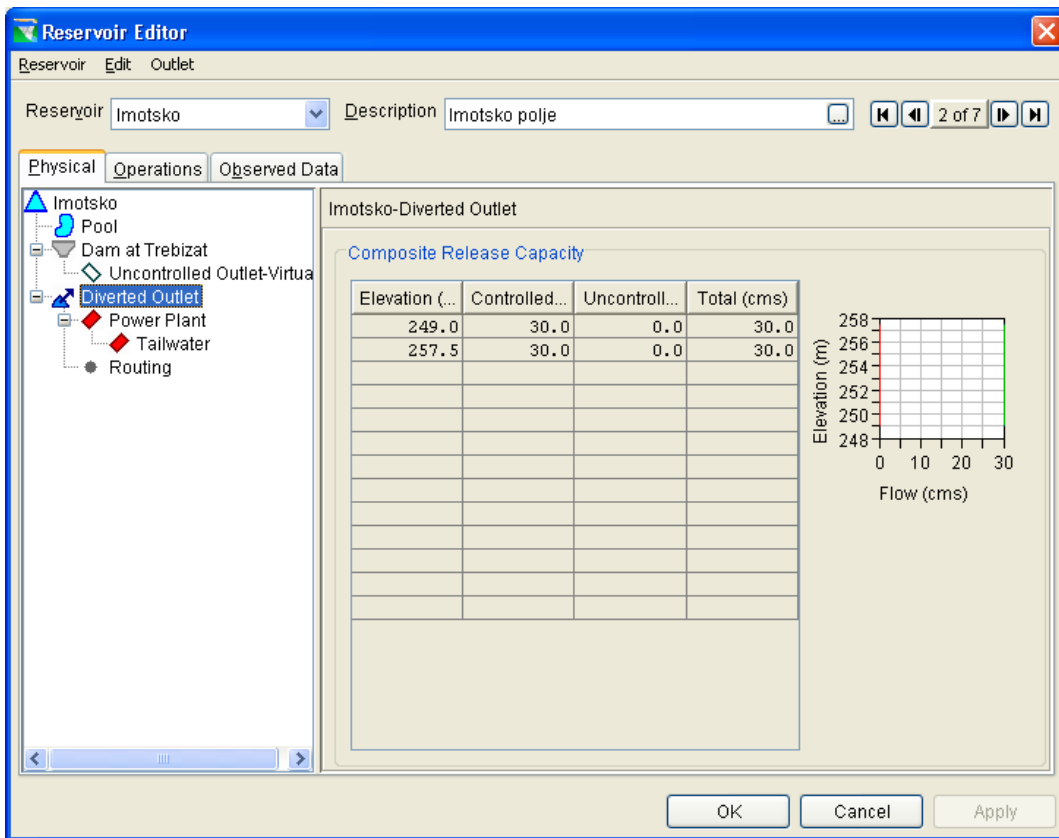 Reservoir Editor
Reservoir Edit Outlet
Reservoir Imotsko Description Imotsko polje ... 2 of 7
Physical Operations Observed Data
Imotsko
Pool
Dam at Trebizat
Uncontrolled Outlet-Virtua
Diverted Outlet
Power Plant
Tailwater
Routing
Imotsko-Diverted Outlet
Composite Release Capacity
Elevation (... Controlled... Uncontroll... Total (cms)
249.0 30.0 0.0 30.0
257.5 30.0 0.0 30.0
258
256
254
252
250
248
Elevation (m)
0 10 20 30
Flow (cms)
OK Cancel Apply